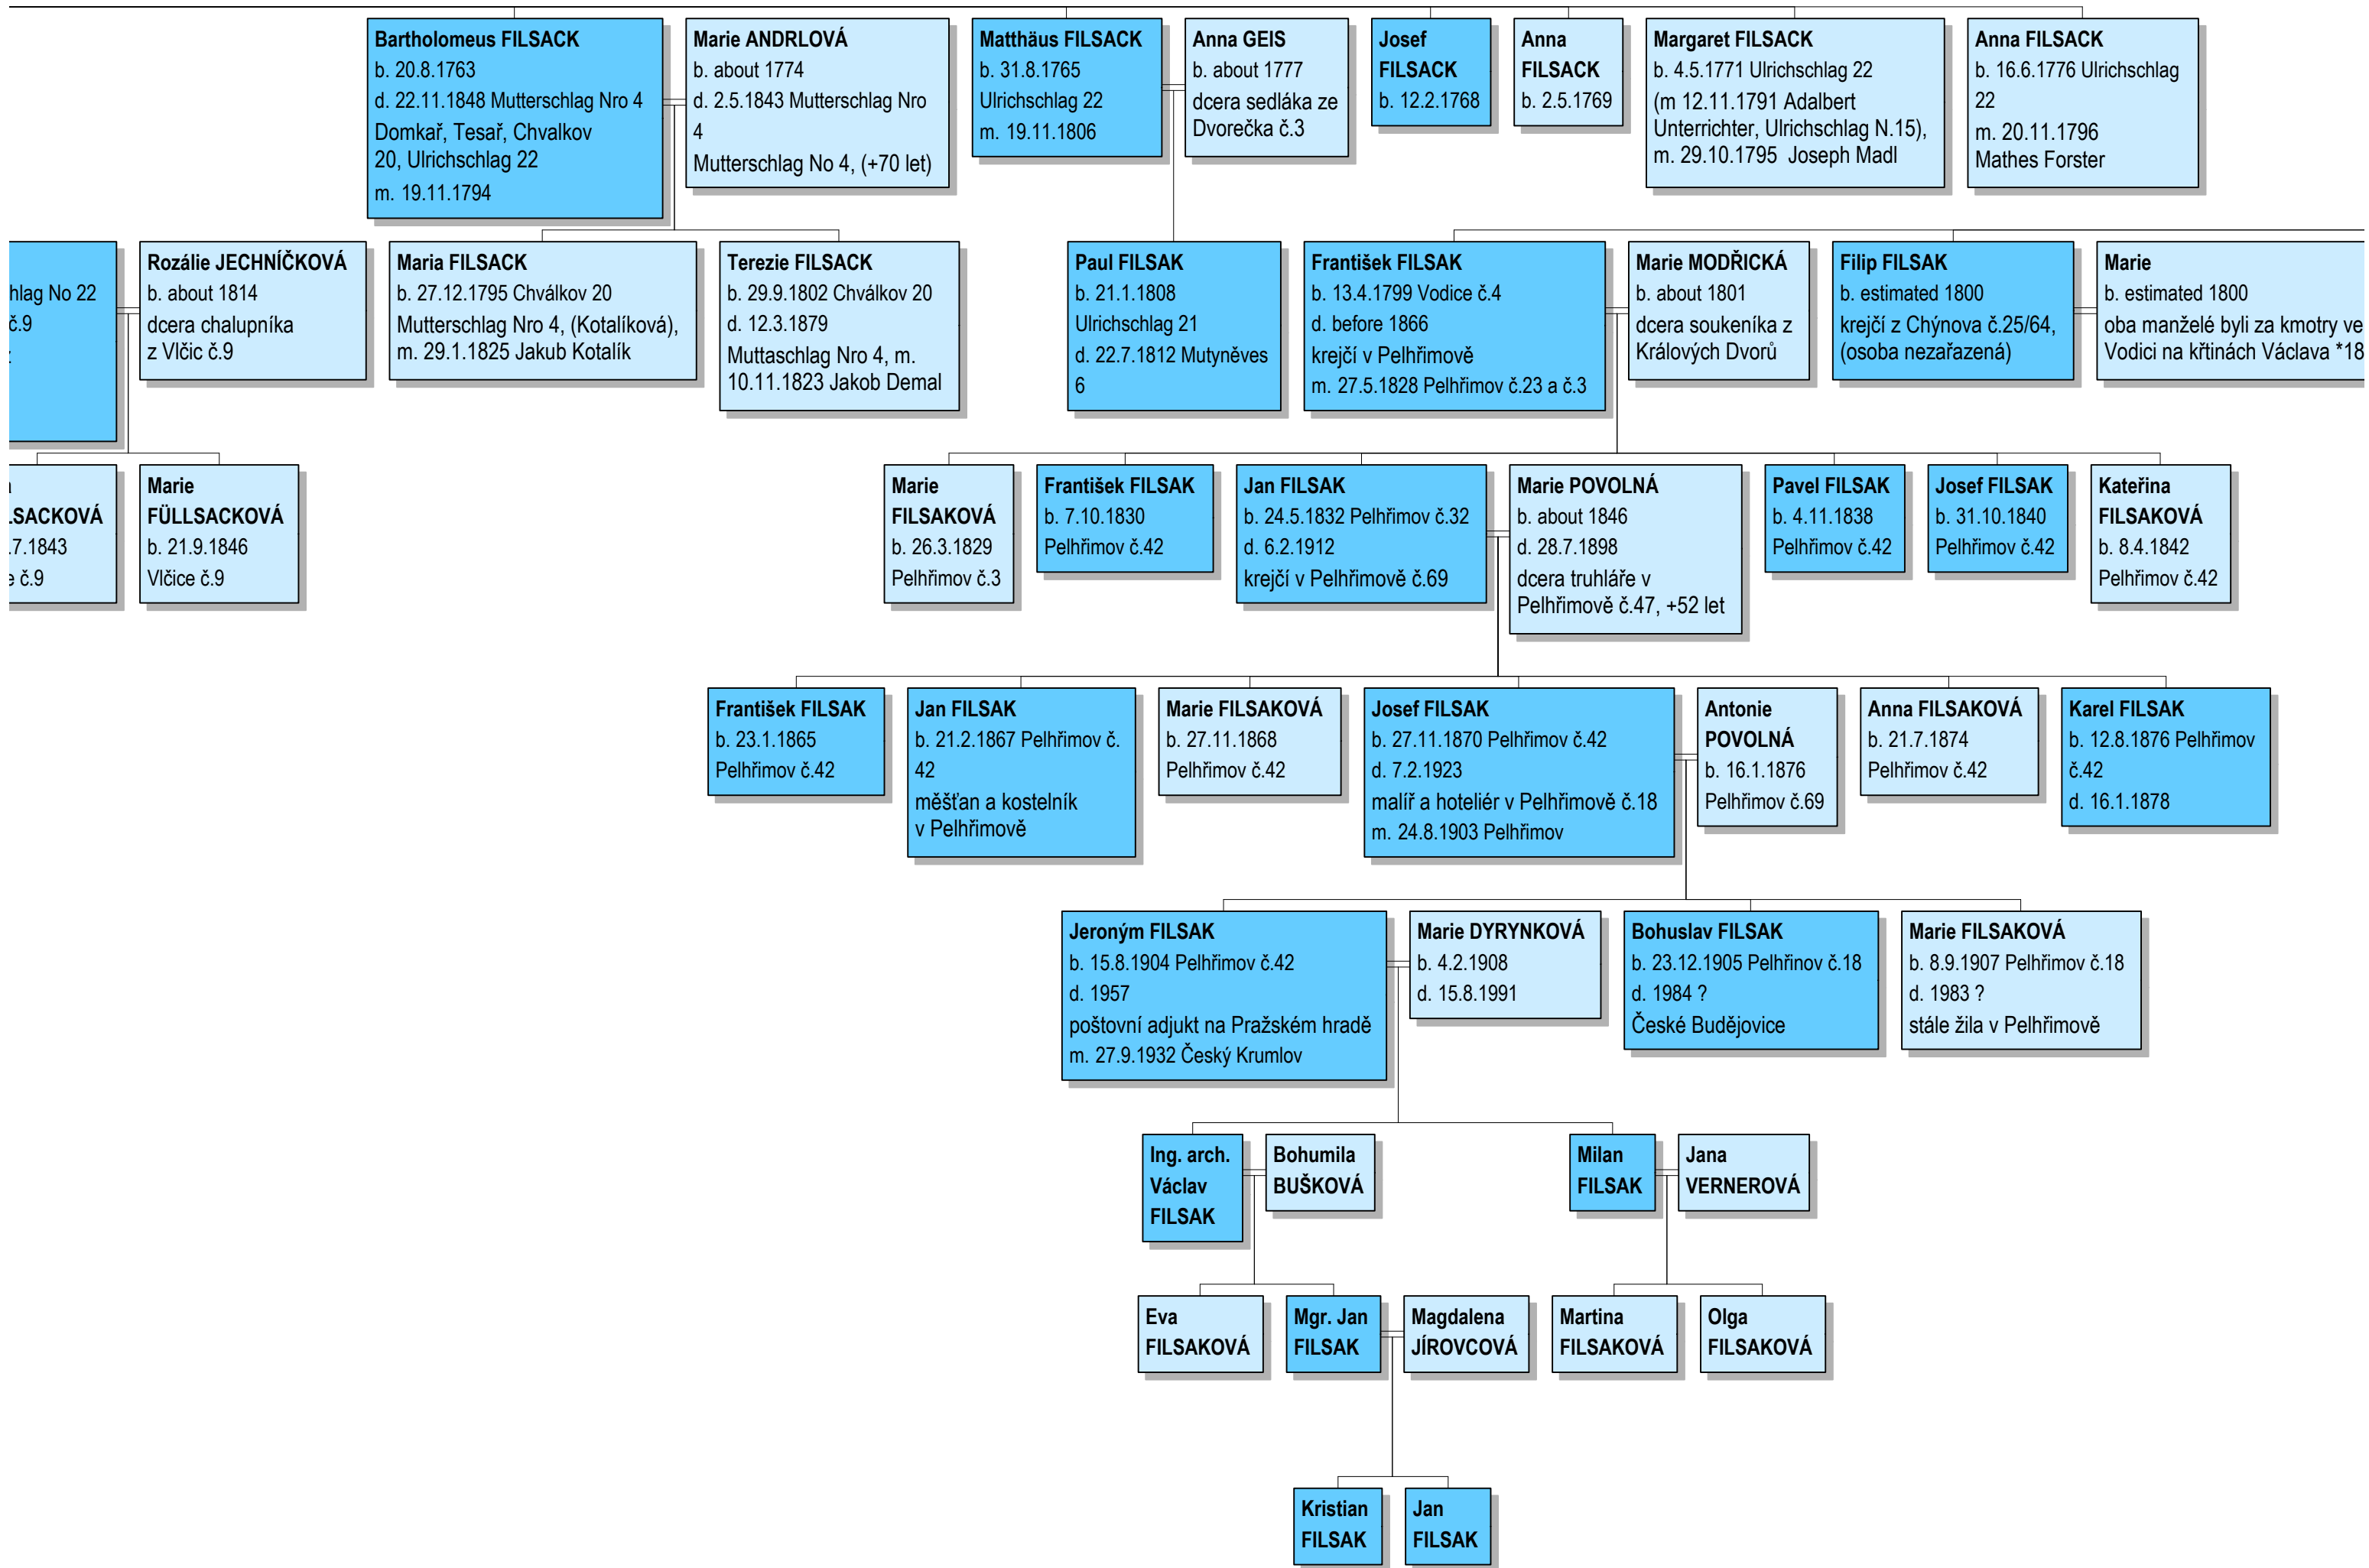 Bartholomeus FILSACK
b. 20.8.1763
d. 22.11.1848 Mutterschlag Nro 4
Domkař, Tesař, Chvalkov
20, Ulrichschlag 22
m. 19.11.1794
Marie ANDRLOVÁ
b. about 1774
d. 2.5.1843 Mutterschlag Nro
4
Mutterschlag No 4, (+70 let)
Matthäus FILSACK
b. 31.8.1765
Ulrichschlag 22
m. 19.11.1806
Anna GEIS
b. about 1777
dcera sedláka ze
Dvorečka č.3
Josef
FILSACK
b. 12.2.1768
Anna
FILSACK
b. 2.5.1769
Margaret FILSACK
b. 4.5.1771 Ulrichschlag 22
(m 12.11.1791 Adalbert
Unterrichter, Ulrichschlag N.15),
m. 29.10.1795 Joseph Madl
Anna FILSACK
b. 16.6.1776 Ulrichschlag
22
m. 20.11.1796
Mathes Forster
hlag No 22
č.9
Rozálie JECHNÍČKOVÁ
b. about 1814
dcera chalupníka
z Vlčic č.9
Maria FILSACK
b. 27.12.1795 Chválkov 20
Mutterschlag Nro 4, (Kotalíková),
m. 29.1.1825 Jakub Kotalík
Terezie FILSACK
b. 29.9.1802 Chválkov 20
d. 12.3.1879
Muttaschlag Nro 4, m.
10.11.1823 Jakob Demal
Paul FILSAK
b. 21.1.1808
Ulrichschlag 21
d. 22.7.1812 Mutyněves
6
František FILSAK
b. 13.4.1799 Vodice č.4
d. before 1866
krejčí v Pelhřimově
m. 27.5.1828 Pelhřimov č.23 a č.3
Marie MODŘICKÁ
b. about 1801
dcera soukeníka z
Králových Dvorů
Filip FILSAK
b. estimated 1800
krejčí z Chýnova č.25/64,
(osoba nezařazená)
Marie
b. estimated 1800
oba manželé byli za kmotry ve
Vodici na křtinách Václava *18
LSACKOVÁ
.7.1843
e č.9
Marie
FÜLLSACKOVÁ
b. 21.9.1846
Vlčice č.9
Marie
FILSAKOVÁ
b. 26.3.1829
Pelhřimov č.3
František FILSAK
b. 7.10.1830
Pelhřimov č.42
Jan FILSAK
b. 24.5.1832 Pelhřimov č.32
d. 6.2.1912
krejčí v Pelhřimově č.69
Marie POVOLNÁ
b. about 1846
d. 28.7.1898
dcera truhláře v
Pelhřimově č.47, +52 let
Pavel FILSAK
b. 4.11.1838
Pelhřimov č.42
Josef FILSAK
b. 31.10.1840
Pelhřimov č.42
Kateřina
FILSAKOVÁ
b. 8.4.1842
Pelhřimov č.42
František FILSAK
b. 23.1.1865
Pelhřimov č.42
Jan FILSAK
b. 21.2.1867 Pelhřimov č.
42
měšťan a kostelník
v Pelhřimově
Marie FILSAKOVÁ
b. 27.11.1868
Pelhřimov č.42
Josef FILSAK
b. 27.11.1870 Pelhřimov č.42
d. 7.2.1923
malíř a hoteliér v Pelhřimově č.18
m. 24.8.1903 Pelhřimov
Antonie
POVOLNÁ
b. 16.1.1876
Pelhřimov č.69
Anna FILSAKOVÁ
b. 21.7.1874
Pelhřimov č.42
Karel FILSAK
b. 12.8.1876 Pelhřimov
č.42
d. 16.1.1878
Jeroným FILSAK
b. 15.8.1904 Pelhřimov č.42
d. 1957
poštovní adjukt na Pražském hradě
m. 27.9.1932 Český Krumlov
Marie DYRYNKOVÁ
b. 4.2.1908
d. 15.8.1991
Bohuslav FILSAK
b. 23.12.1905 Pelhřinov č.18
d. 1984 ?
České Budějovice
Marie FILSAKOVÁ
b. 8.9.1907 Pelhřimov č.18
d. 1983 ?
stále žila v Pelhřimově
Ing. arch.
Václav
FILSAK
Bohumila
BUŠKOVÁ
Milan
FILSAK
Jana
VERNEROVÁ
Eva
FILSAKOVÁ
Mgr. Jan
FILSAK
Magdalena
JÍROVCOVÁ
Martina
FILSAKOVÁ
Olga
FILSAKOVÁ
Kristian
FILSAK
Jan
FILSAK